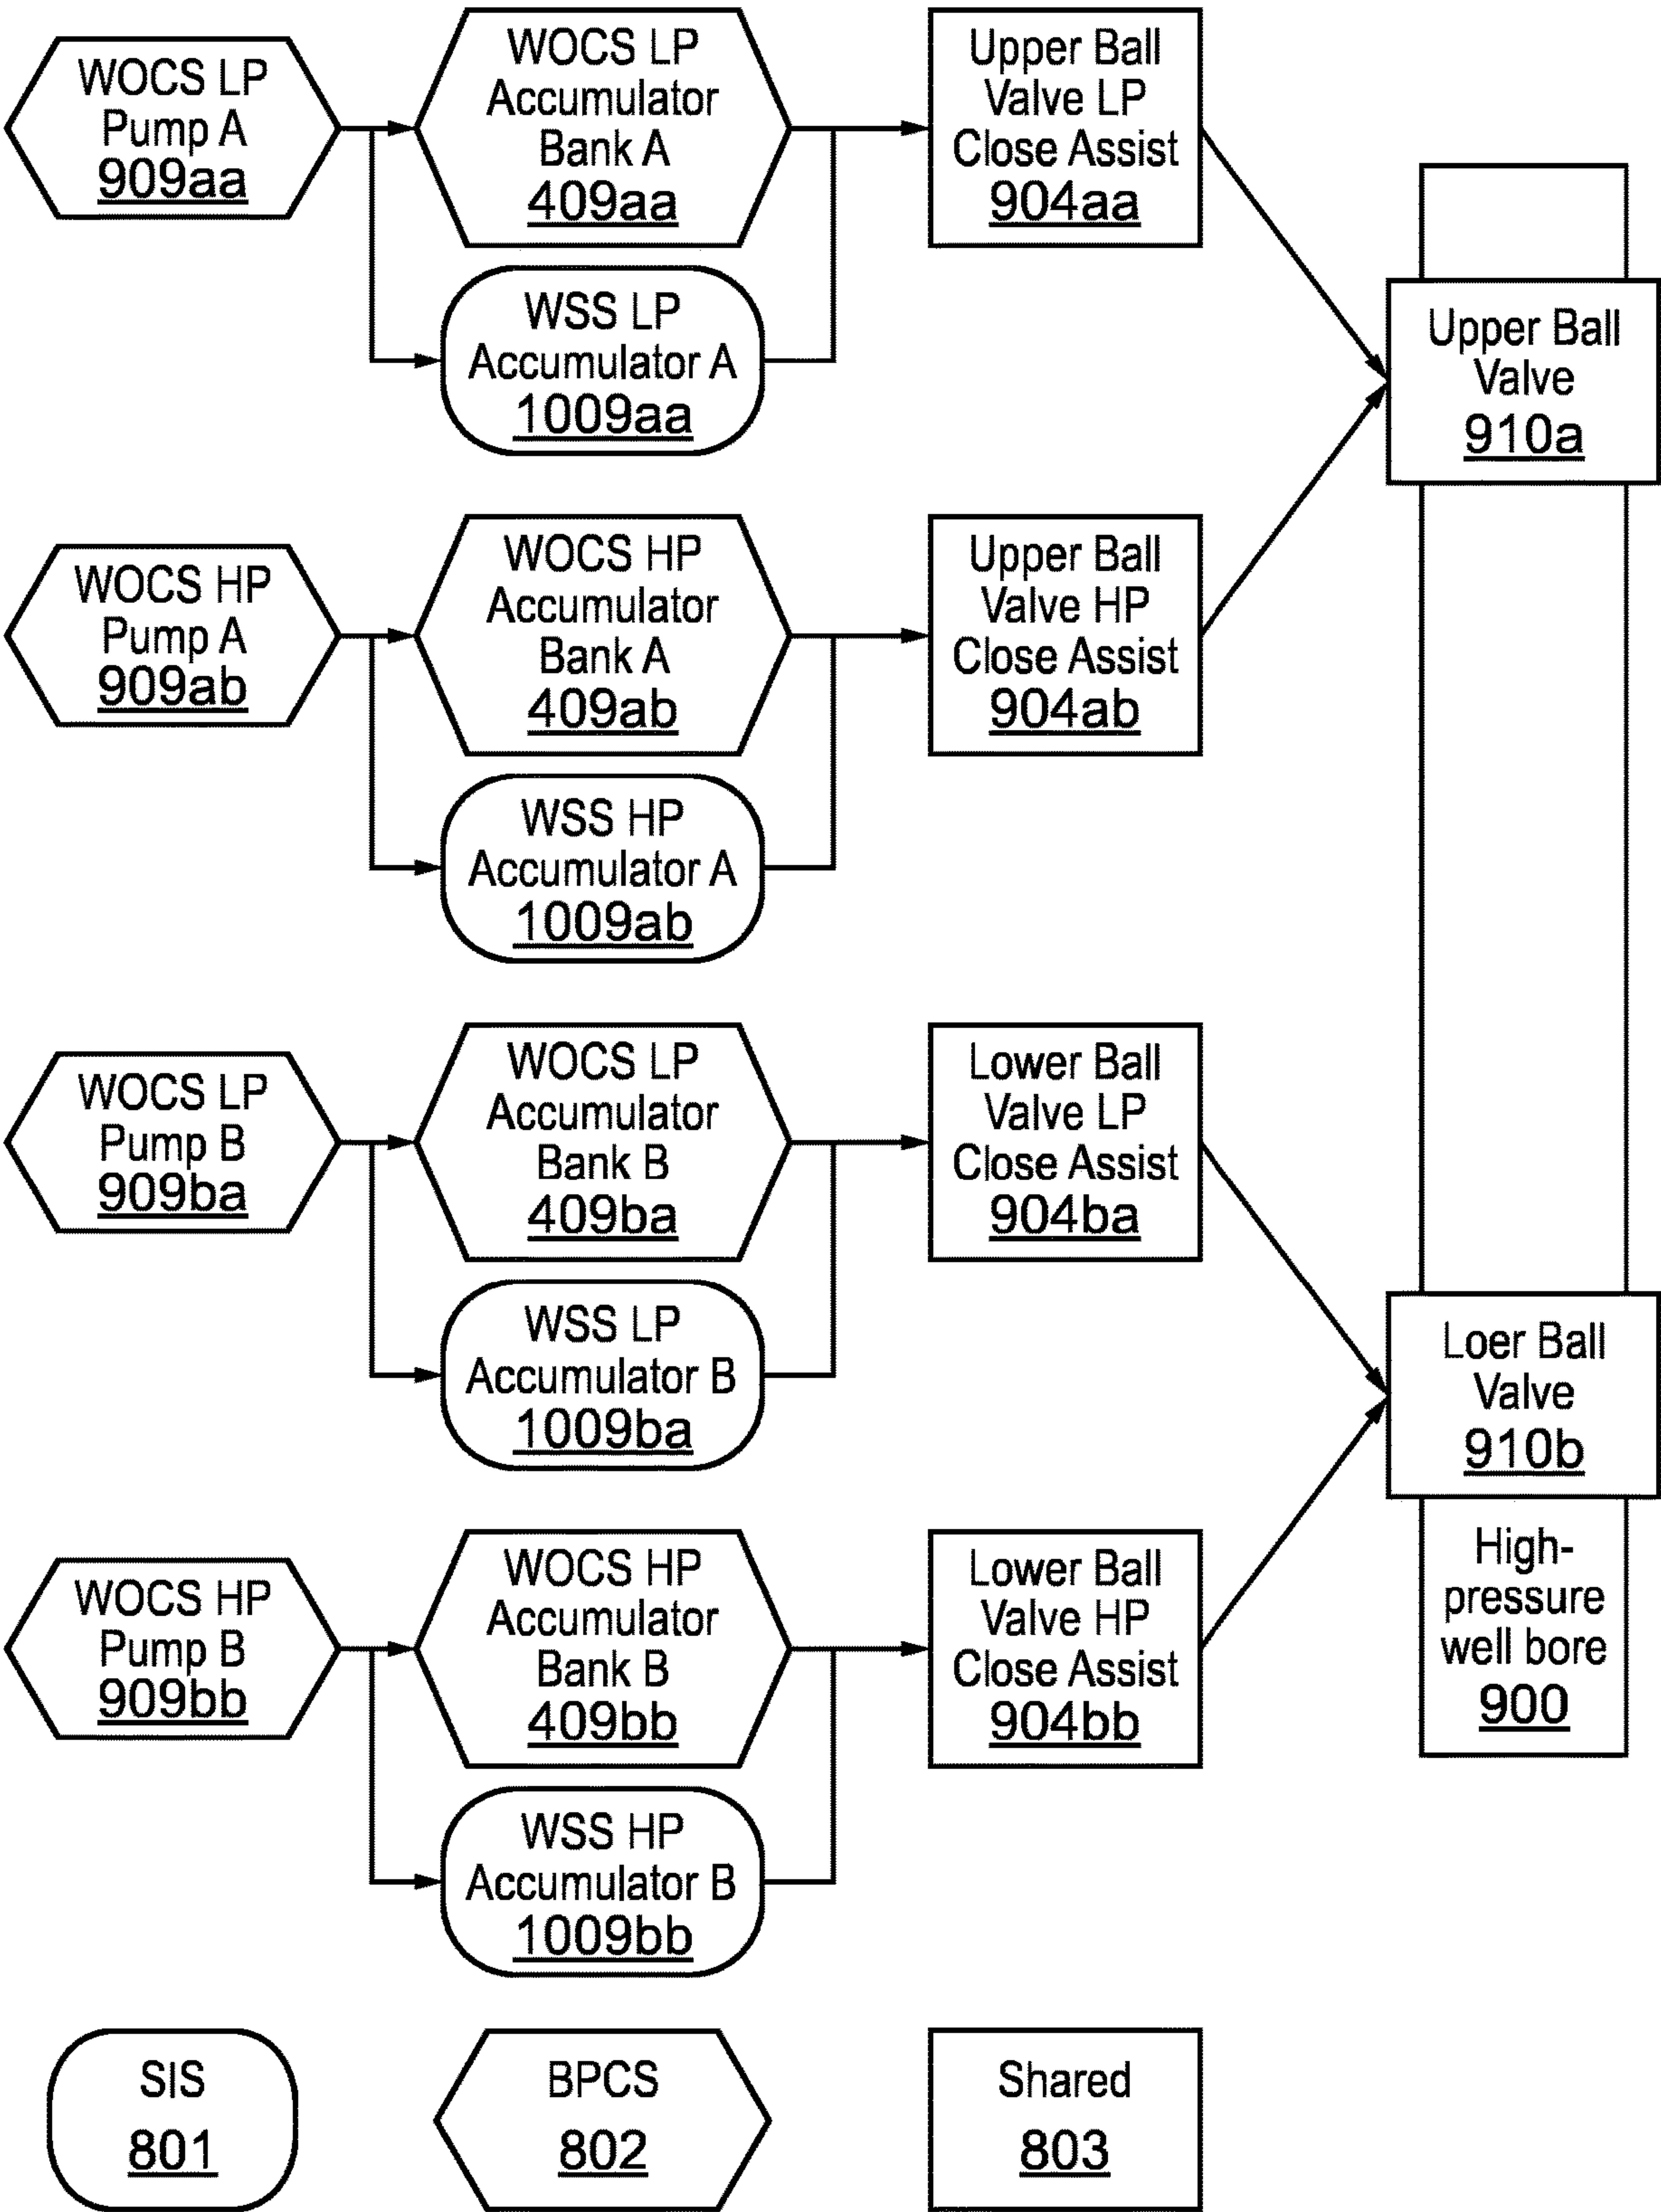 WOCS LP
Pump A
909aa
WOCS LP
Accumulator
Bank A
409aa
Upper Ball
Valve LP
Close Assist
904aa
WSS LP
Accumulator A
1009aa
Upper Ball
Valve
910a
WOCS HP
Pump A
909ab
WOCS HP
Accumulator
Bank A
409ab
Upper Ball
Valve HP
Close Assist
904ab
WSS HP
Accumulator A
1009ab
WOCS LP
Pump B
909ba
WOCS LP
Accumulator
Bank B
409ba
Lower Ball
Valve LP
Close Assist
904ba
WSS LP
Accumulator B
1009ba
Loer Ball
Valve
910b
WOCS HP
Pump B
909bb
WOCS HP
Accumulator
Bank B
409bb
Lower Ball
Valve HP
Close Assist
904bb
High-
pressure
well bore
900
WSS HP
Accumulator B
1009bb
SIS
801
BPCS
802
Shared
803